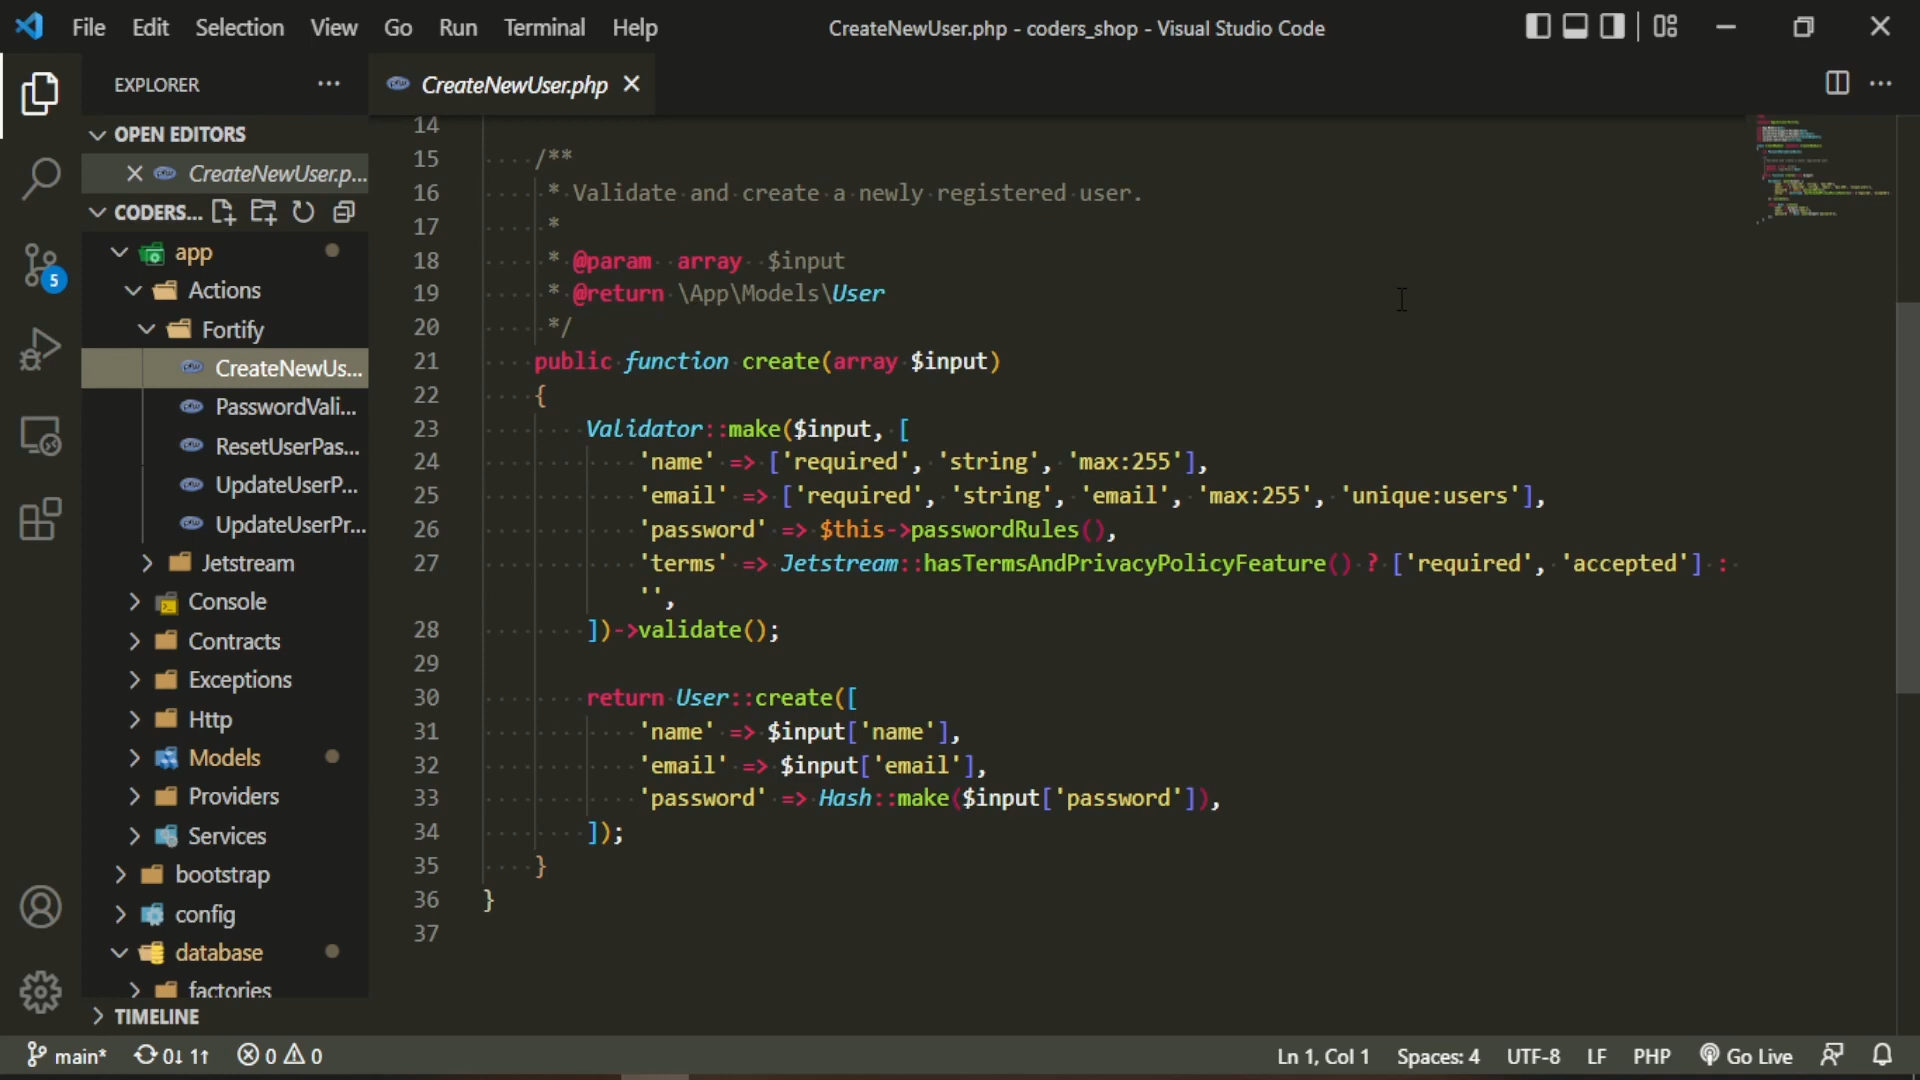 File Edit Selection View Go Run Terminal Help CreateNewUser.php - coders_shop - Visual Studio Code
EXPLORER ··· CreateNewUser.php
OPEN EDITORS
CreateNewUser.p...
CODERS...
app
Actions
Fortify
CreateNewUs...
PasswordVali...
ResetUserPas...
UpdateUserP...
UpdateUserPr...
Jetstream
Console
Contracts
Exceptions
Http
Models
Providers
Services
bootstrap
config
database
factories
TIMELINE
5
14
15 /**
16 * Validate and create a newly registered user.
17 *
18 * @param  array  $input
19 * @return \App\Models\User
20 */
21 public function create(array $input)
22 {
23 Validator::make($input, [
24 'name' => ['required', 'string', 'max:255'],
25 'email' => ['required', 'string', 'email', 'max:255', 'unique:users'],
26 'password' => $this->passwordRules(),
27 'terms' => Jetstream::hasTermsAndPrivacyPolicyFeature() ? ['required', 'accepted'] :
'',
28 ])->validate();
29
30 return User::create([
31 'name' => $input['name'],
32 'email' => $input['email'],
33 'password' => Hash::make($input['password']),
34 ]);
35 }
36 }
37
main* 0↓ 1↑ 0 0 Ln 1, Col 1 Spaces: 4 UTF-8 LF PHP Go Live